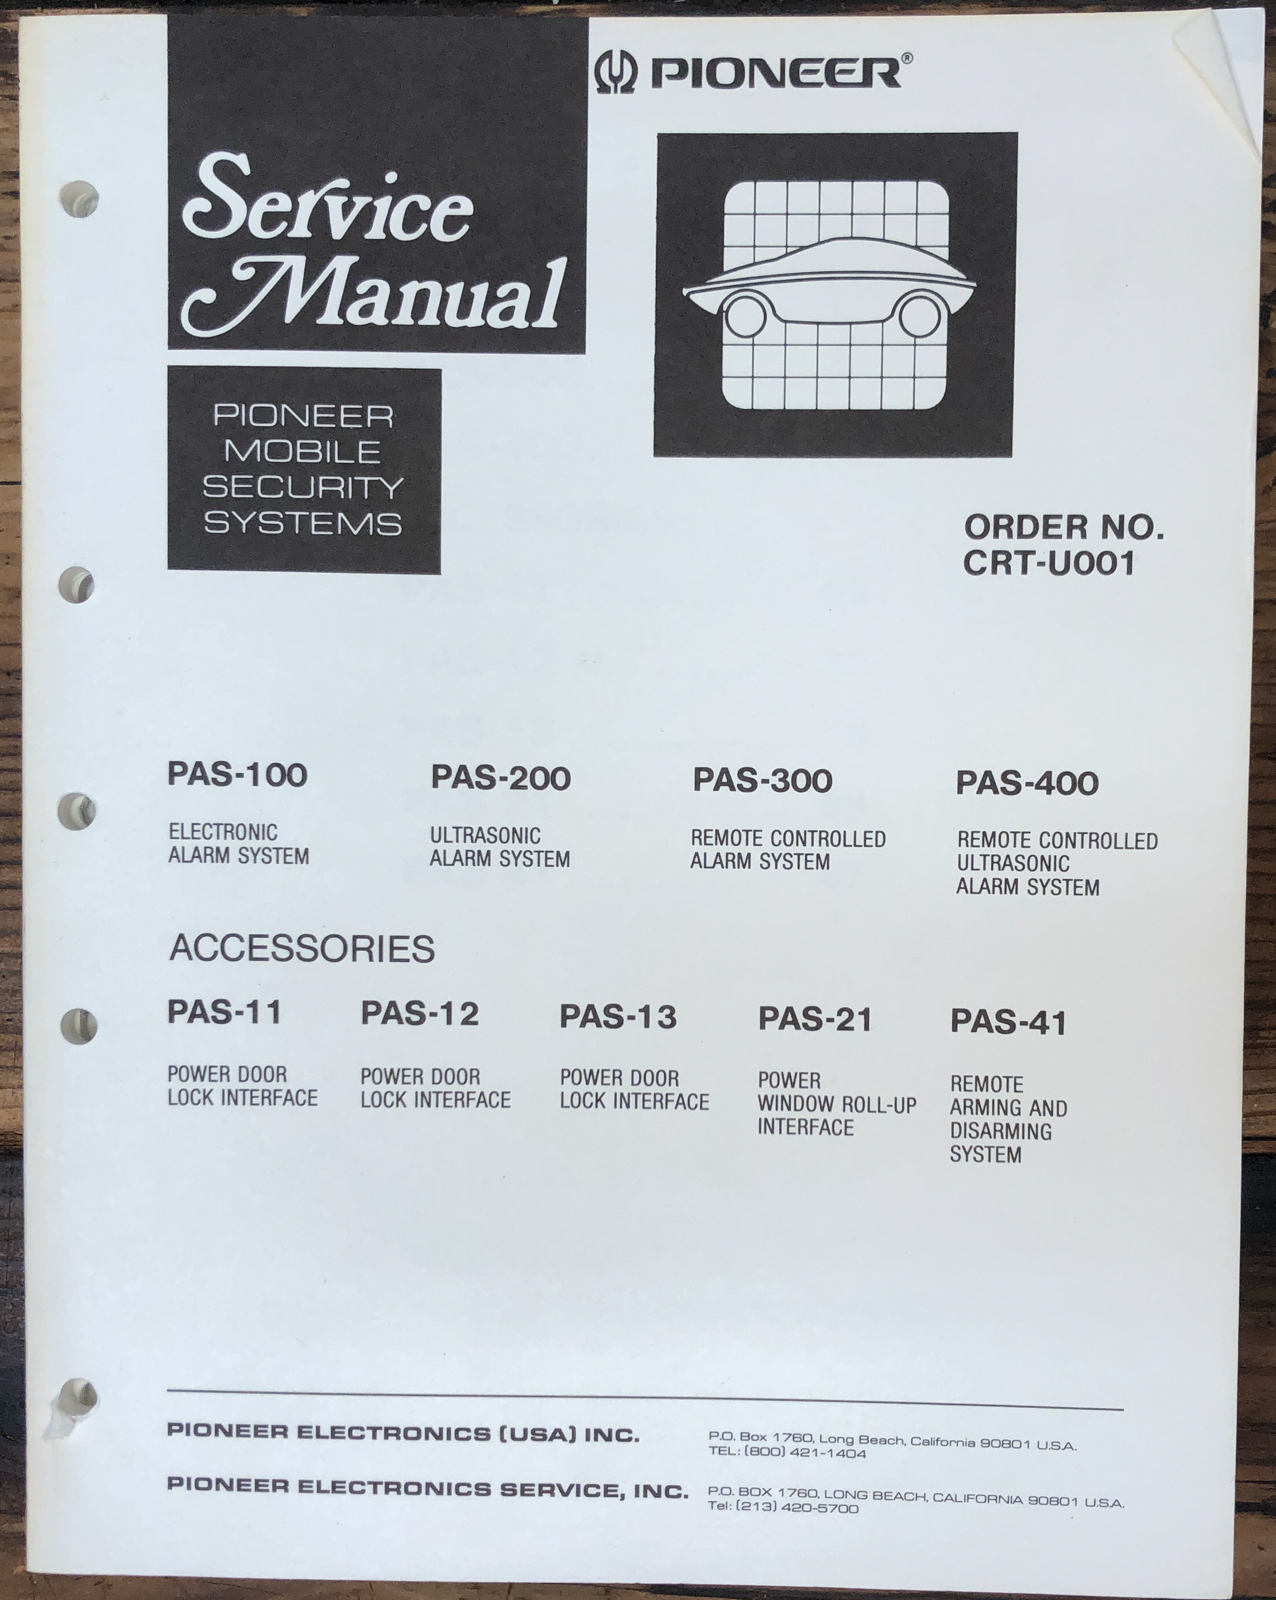 PIONEER®
Service
Manual
PIONEER
MOBILE
SECURITY
SYSTEMS
ORDER NO.
CRT-U001
PAS-100
ELECTRONIC
ALARM SYSTEM
PAS-200
ULTRASONIC
ALARM SYSTEM
PAS-300
REMOTE CONTROLLED
ALARM SYSTEM
PAS-400
REMOTE CONTROLLED
ULTRASONIC
ALARM SYSTEM
ACCESSORIES
PAS-11
POWER DOOR
LOCK INTERFACE
PAS-12
POWER DOOR
LOCK INTERFACE
PAS-13
POWER DOOR
LOCK INTERFACE
PAS-21
POWER
WINDOW ROLL-UP
INTERFACE
PAS-41
REMOTE
ARMING AND
DISARMING
SYSTEM
PIONEER ELECTRONICS (USA) INC.
P.O. Box 1760, Long Beach, California 90801 U.S.A.
TEL: (800) 421-1404
PIONEER ELECTRONICS SERVICE, INC.
P.O. BOX 1760, LONG BEACH, CALIFORNIA 90801 U.S.A.
Tel: (213) 420-5700